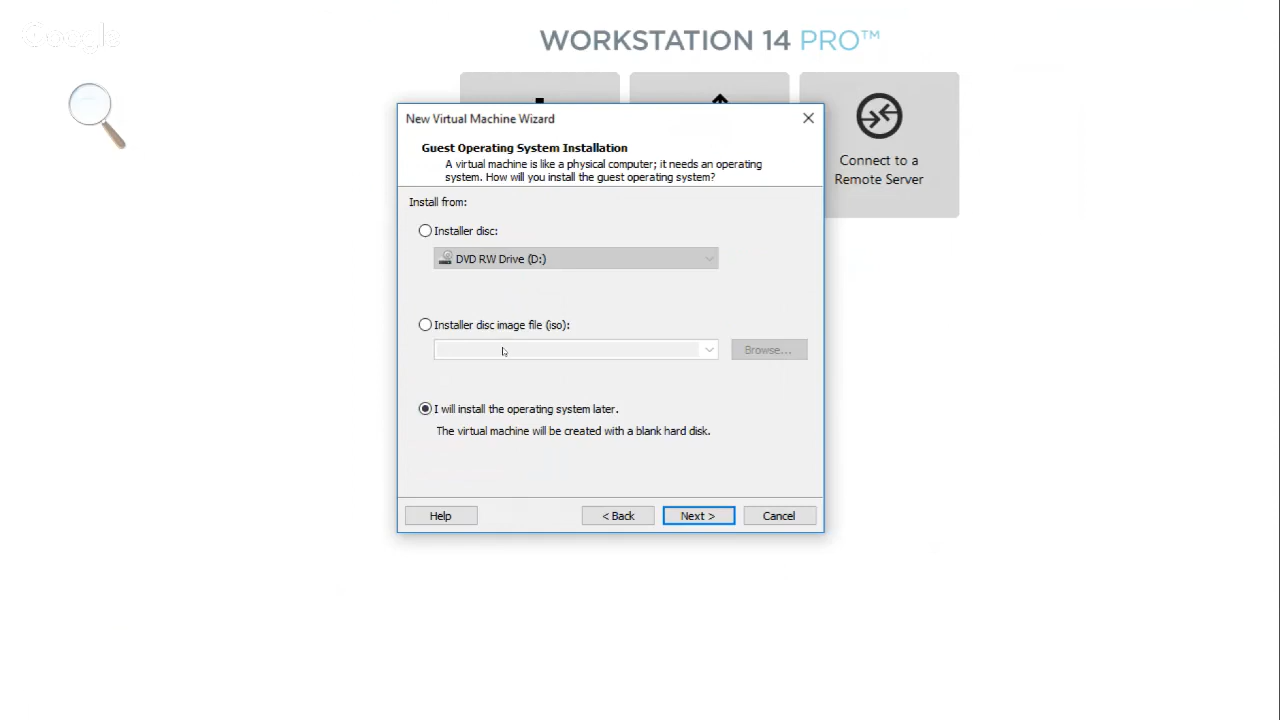 Google
WORKSTATION 14 PRO™
Connect to a
Remote Server
New Virtual Machine Wizard
Guest Operating System Installation
A virtual machine is like a physical computer; it needs an operating
system. How will you install the guest operating system?
Install from:
Installer disc:
DVD RW Drive (D:)
Installer disc image file (iso):
Browse...
I will install the operating system later.
The virtual machine will be created with a blank hard disk.
Help
< Back
Next >
Cancel